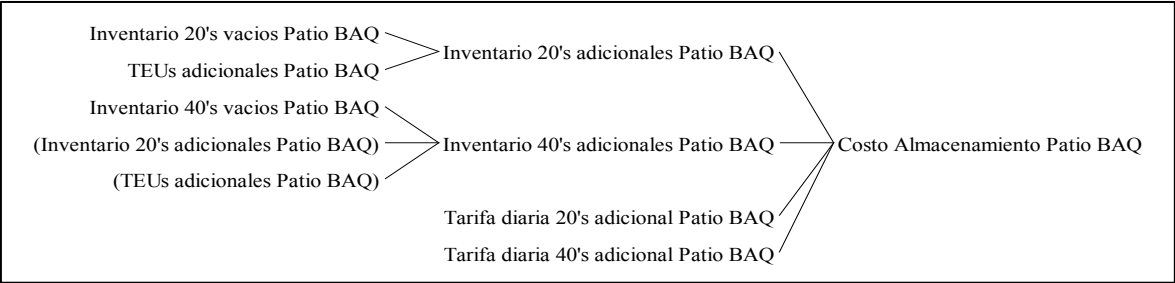 Inventario 20's vacios Patio BAQ
Inventario 20's adicionales Patio BAQ
TEUs adicionales Patio BAQ
Inventario 40's vacios Patio BAQ
(Inventario 20's adicionales Patio BAQ)
Inventario 40's adicionales Patio BAQ
Costo Almacenamiento Patio BAQ
(TEUs adicionales Patio BAQ)
Tarifa diaria 20's adicional Patio BAQ
Tarifa diaria 40's adicional Patio BAQ